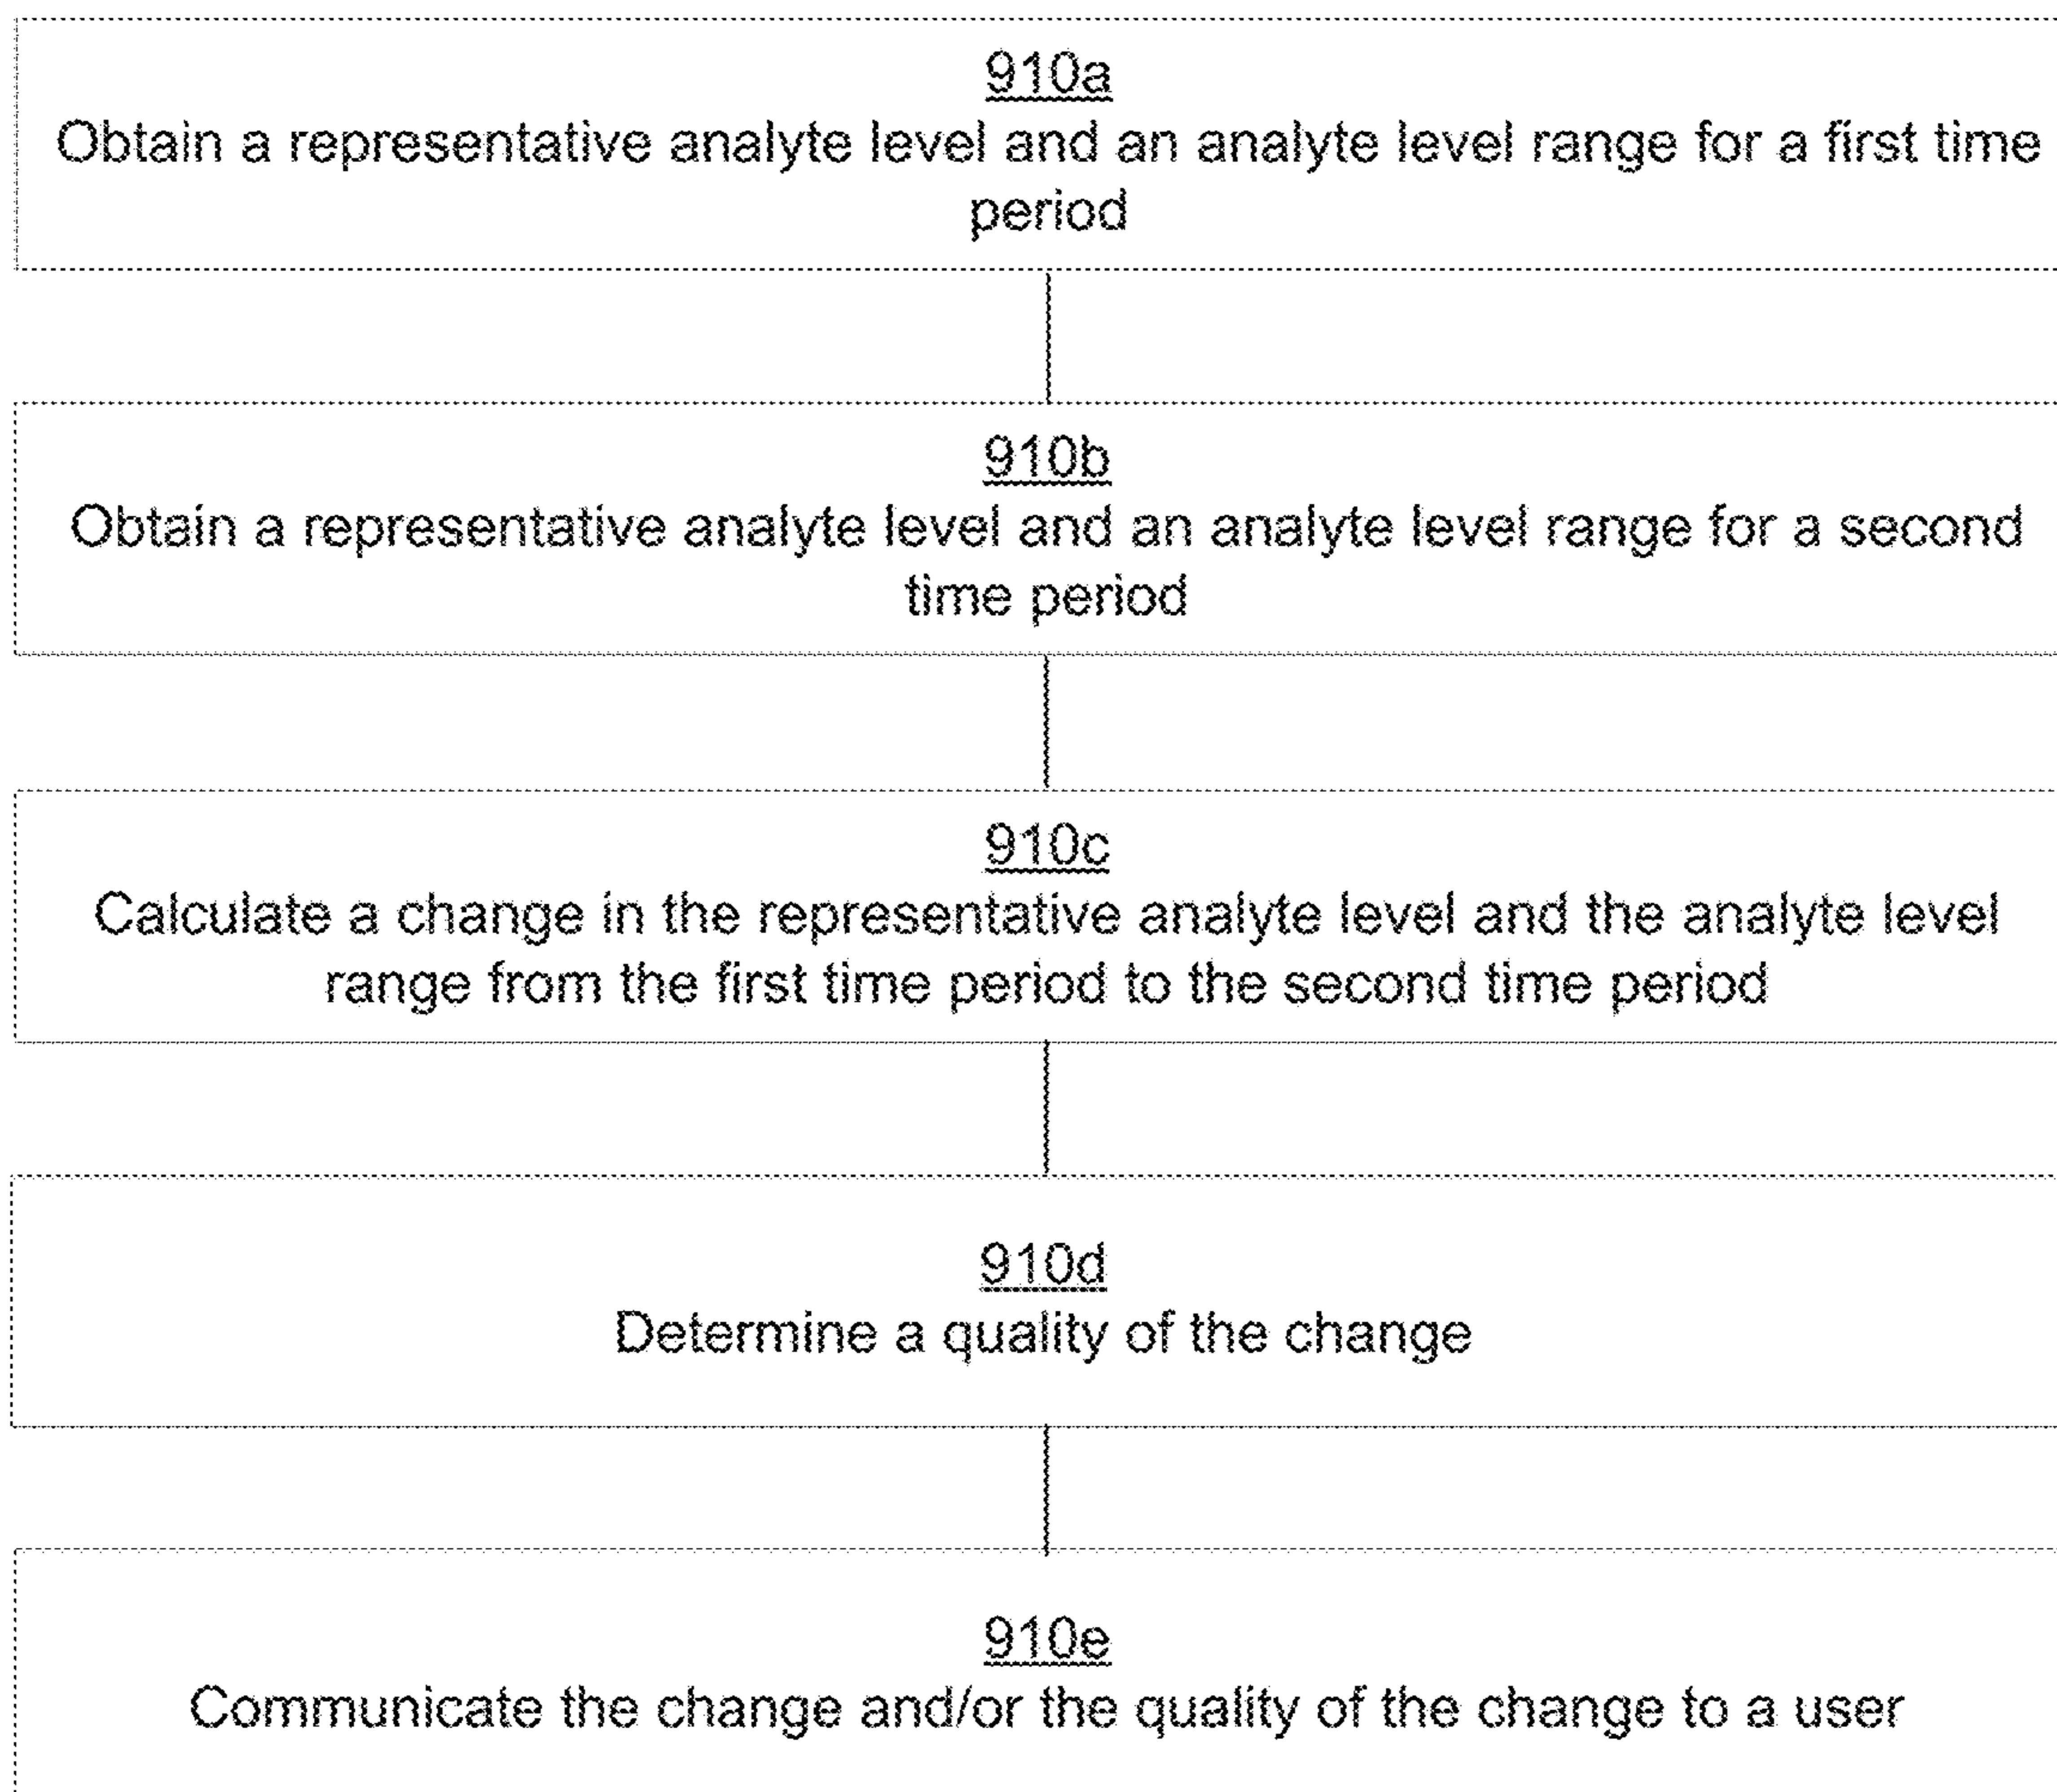 910a
Obtain a representative analyte level and an analyte level range for a first time
period
910b
Obtain a representative analyte level and an analyte level range for a second
time period
910c
Calculate a change in the representative analyte level and the analyte level
range from the first time period to the second time period
910d
Determine a quality of the change
910e
Communicate the change and/or the quality of the change to a user